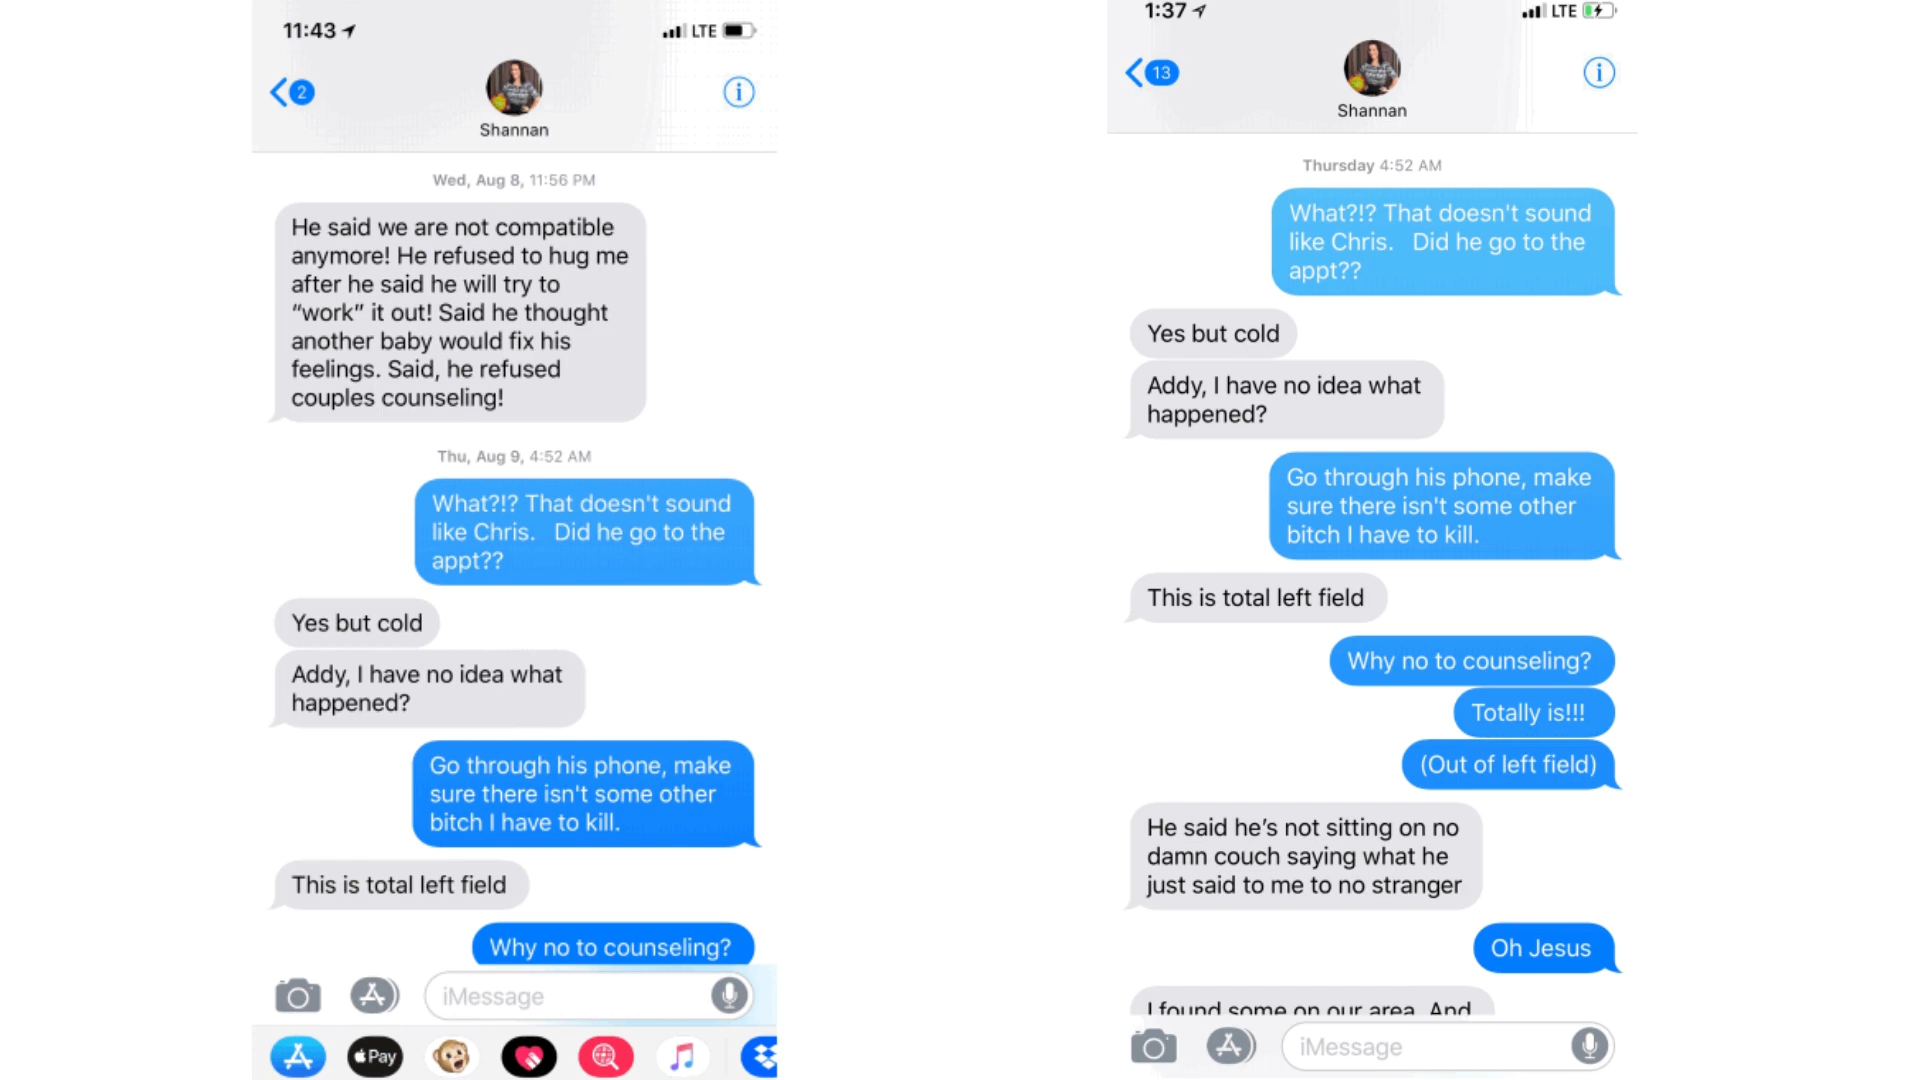 11:43
LTE
2
Shannan
Wed, Aug 8, 11:56 PM
He said we are not compatible
anymore! He refused to hug me
after he said he will try to
“work” it out! Said he thought
another baby would fix his
feelings. Said, he refused
couples counseling!
Thu, Aug 9, 4:52 AM
What?!? That doesn't sound
like Chris.   Did he go to the
appt??
Yes but cold
Addy, I have no idea what
happened?
Go through his phone, make
sure there isn't some other
bitch I have to kill.
This is total left field
Why no to counseling?
iMessage
Pay
1:37
LTE
13
Shannan
Thursday 4:52 AM
What?!? That doesn't sound
like Chris.   Did he go to the
appt??
Yes but cold
Addy, I have no idea what
happened?
Go through his phone, make
sure there isn't some other
bitch I have to kill.
This is total left field
Why no to counseling?
Totally is!!!
(Out of left field)
He said he’s not sitting on no
damn couch saying what he
just said to me to no stranger
Oh Jesus
I found some on our area. And
iMessage